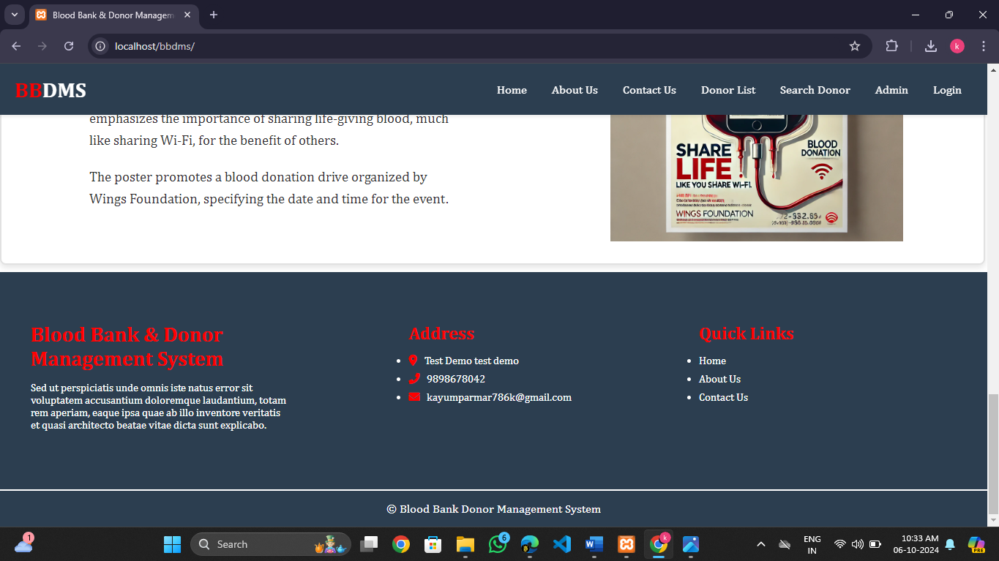 Blood Bank & Donor Managem
localhost/bbdms/
k
BBDMS
Home
About Us
Contact Us
Donor List
Search Donor
Admin
Login
emphasizes the importance of sharing life-giving blood, much
like sharing Wi-Fi, for the benefit of others.
The poster promotes a blood donation drive organized by
Wings Foundation, specifying the date and time for the event.
SHARE
LIFE
LIKE YOU SHARE WI-FI.
WINGS FOUNDATION
BLOOD
DONATION
Blood Bank & Donor
Management System
Sed ut perspiciatis unde omnis iste natus error sit
voluptatem accusantium doloremque laudantium, totam
rem aperiam, eaque ipsa quae ab illo inventore veritatis
et quasi architecto beatae vitae dicta sunt explicabo.
Address
Test Demo test demo
9898678042
kayumparmar786k@gmail.com
Quick Links
Home
About Us
Contact Us
© Blood Bank Donor Management System
1
Search
6
k
ENG
IN
10:33 AM
06-10-2024
PRE